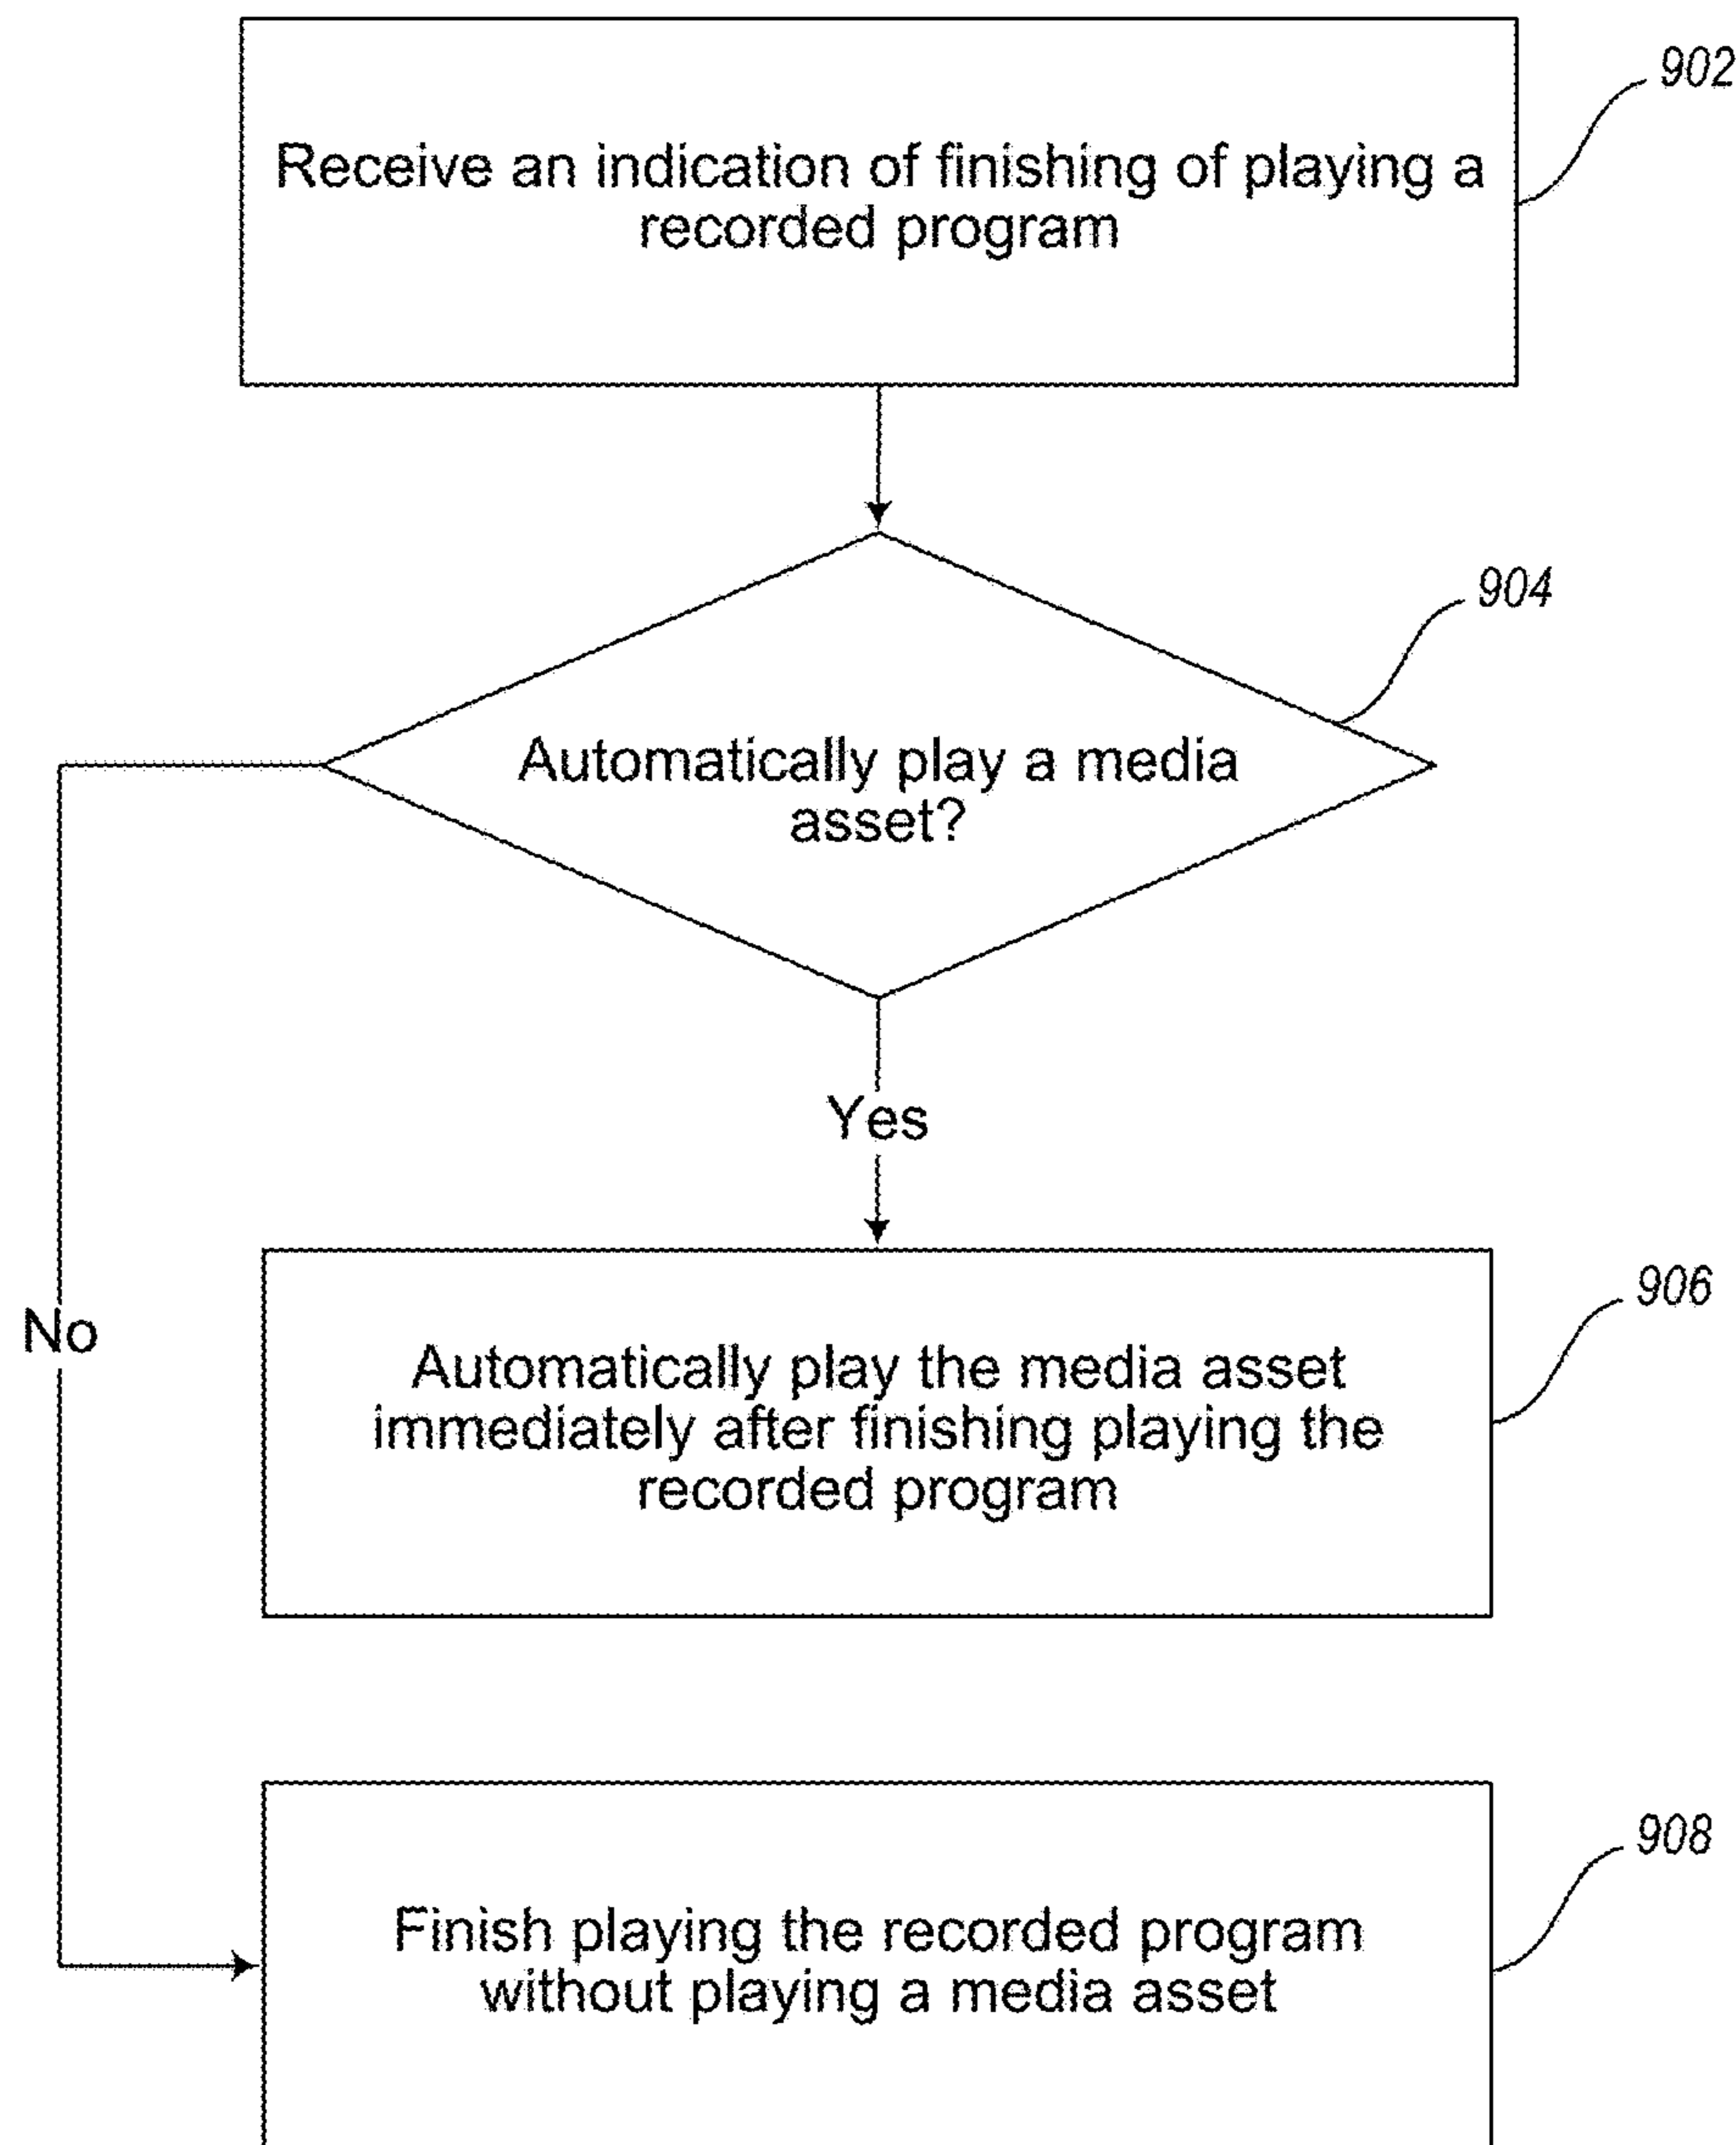 902
Receive an indication of finishing of playing a
recorded program
904
Automatically play a media
asset?
Yes
906
No
Automatically play the media asset
immediately after finishing playing the
recorded program
908
Finish playing the recorded program
without playing a media asset